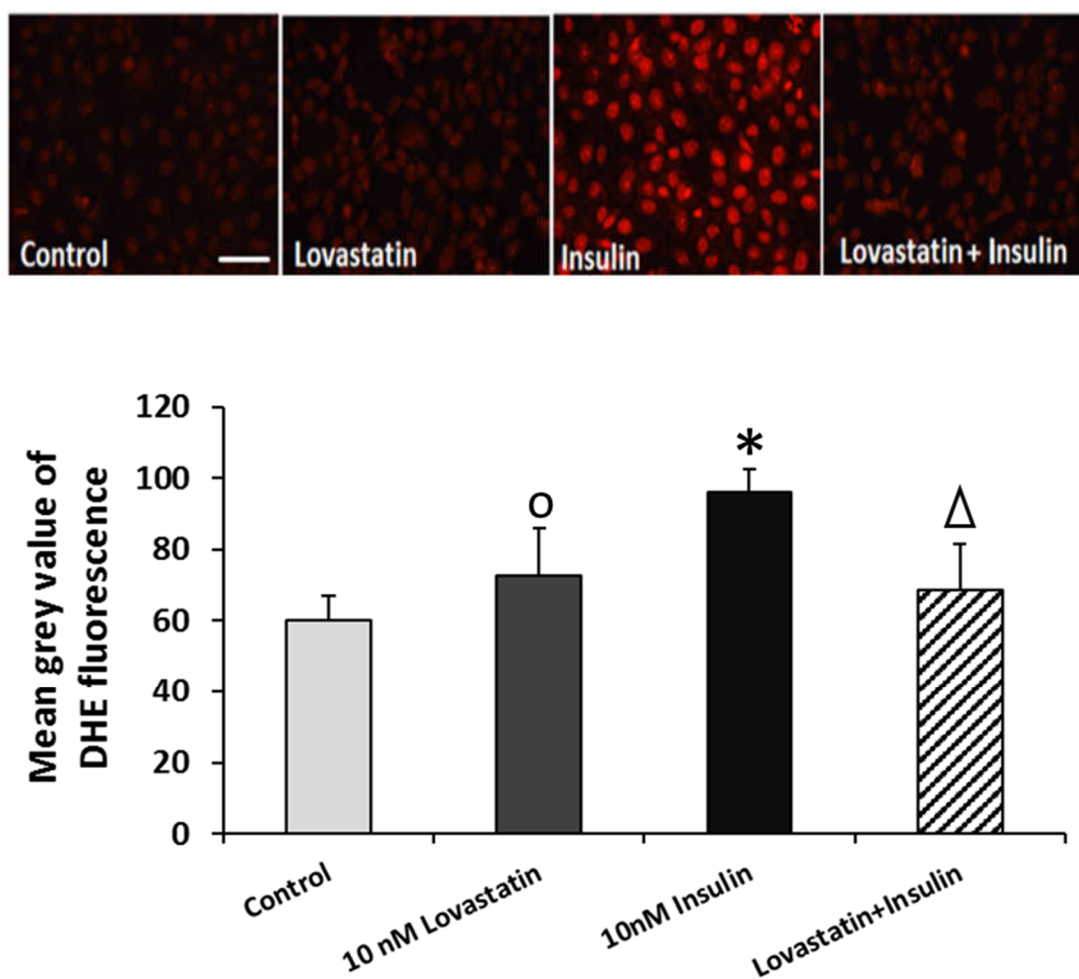 Control
Lovastatin
Insulin
Lovastatin + Insulin
120
100
80
60
40
20
0
Mean grey value of
DHE fluorescence
o
*
Δ
Control
10 nM Lovastatin
10nM Insulin
Lovastatin+Insulin